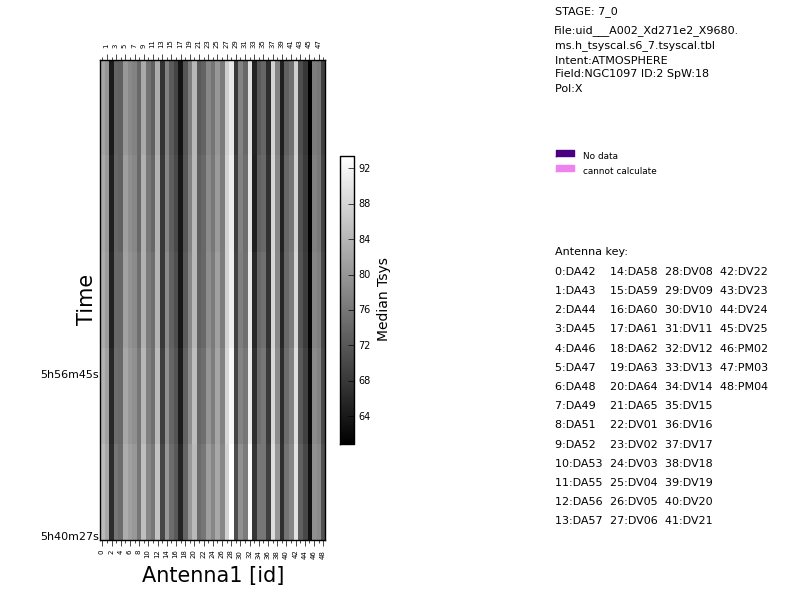 STAGE: 7_0
File:uid___A002_Xd271e2_X9680.
ms.h_tsyscal.s6_7.tsyscal.tbl
Intent:ATMOSPHERE
Field:NGC1097 ID:2 SpW:18
Pol:X
1 3 5 7 9 11 13 15 17 19 21 23 25 27 29 31 33 35 37 39 41 43 45 47
No data
cannot calculate
92
88
84
80
76
72
68
64
Median Tsys
Time
5h56m45s
5h40m27s
0 2 4 6 8 10 12 14 16 18 20 22 24 26 28 30 32 34 36 38 40 42 44 46 48
Antenna1 [id]
Antenna key:
0:DA42 14:DA58 28:DV08 42:DV22
1:DA43 15:DA59 29:DV09 43:DV23
2:DA44 16:DA60 30:DV10 44:DV24
3:DA45 17:DA61 31:DV11 45:DV25
4:DA46 18:DA62 32:DV12 46:PM02
5:DA47 19:DA63 33:DV13 47:PM03
6:DA48 20:DA64 34:DV14 48:PM04
7:DA49 21:DA65 35:DV15
8:DA51 22:DV01 36:DV16
9:DA52 23:DV02 37:DV17
10:DA53 24:DV03 38:DV18
11:DA55 25:DV04 39:DV19
12:DA56 26:DV05 40:DV20
13:DA57 27:DV06 41:DV21